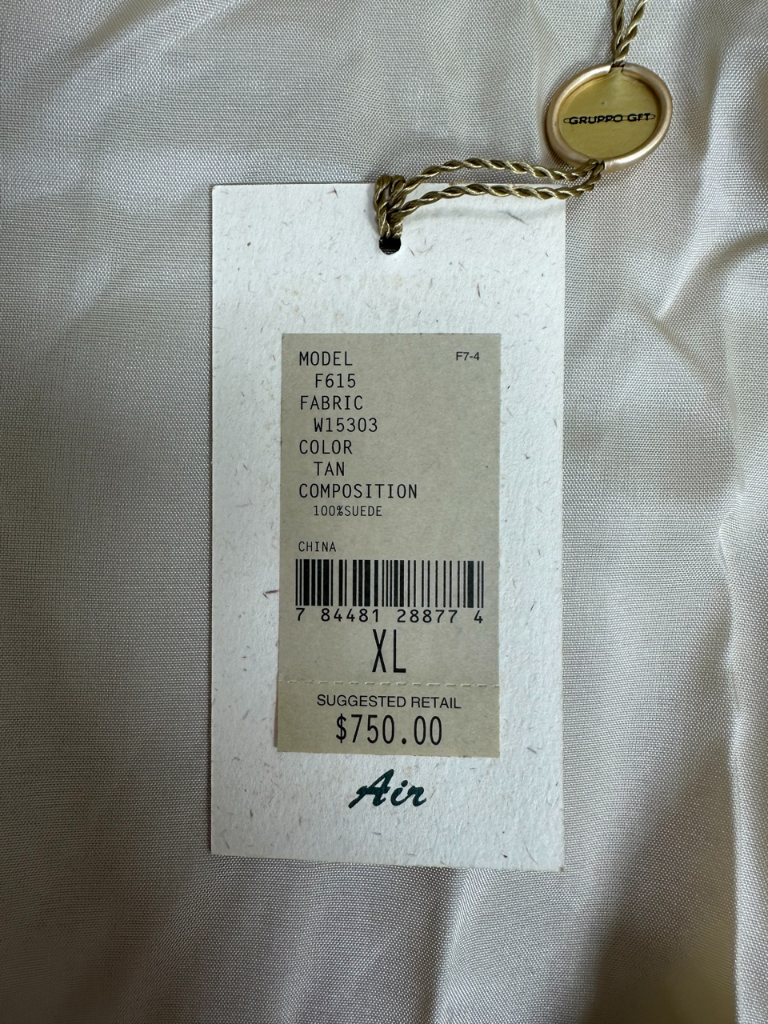 GRUPPO GFT
MODEL F7-4
F615
FABRIC
W15303
COLOR
TAN
COMPOSITION
100%SUEDE
CHINA
7 84481 28877 4
XL
SUGGESTED RETAIL
$750.00
Air